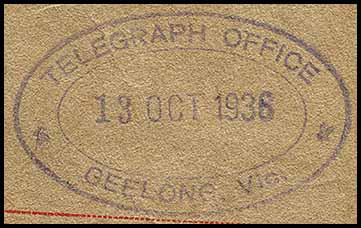 TELEGRAPH OFFICE
13 OCT 1936
GEELONG, VIC.